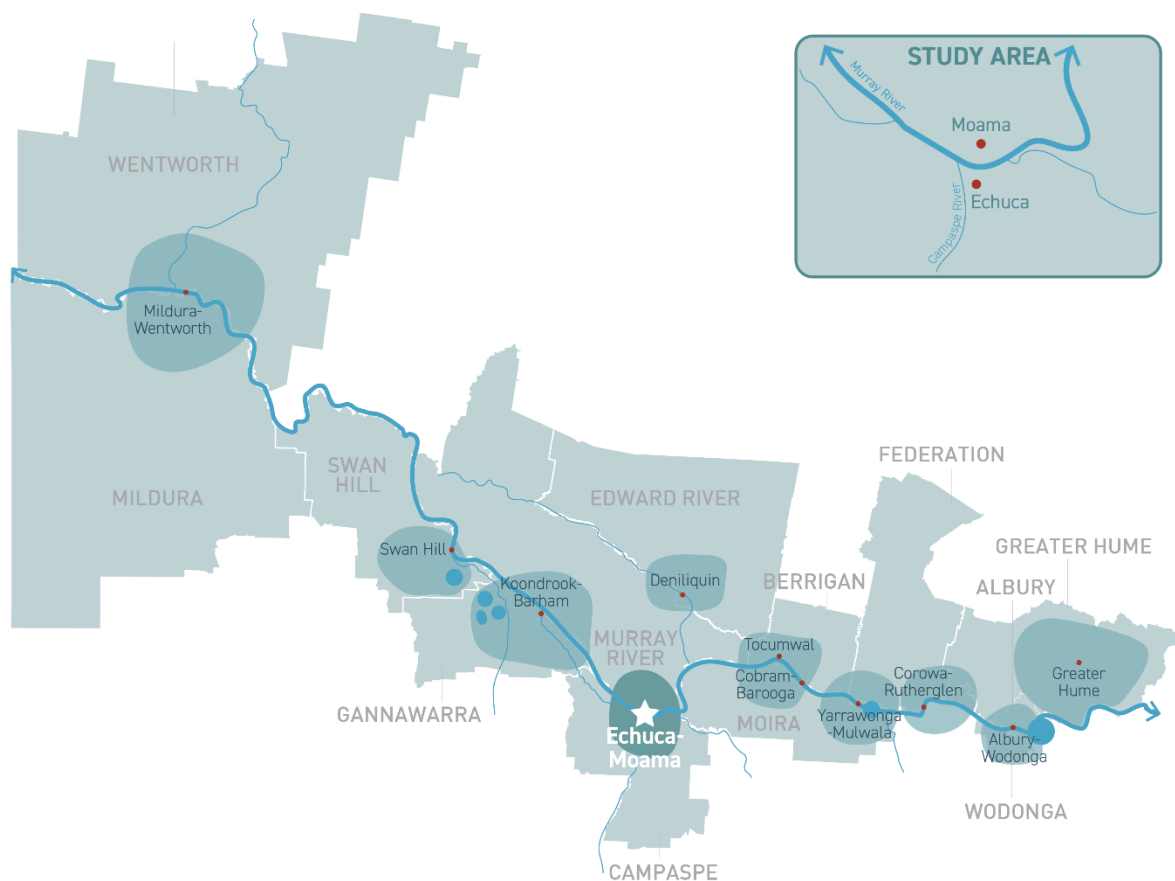 STUDY AREA
Murray River
Moama
Echuca
Campaspe River
WENTWORTH
Mildura-
Wentworth
MILDURA
SWAN
HILL
EDWARD RIVER
FEDERATION
GREATER HUME
ALBURY
BERRIGAN
Swan Hill
Koondrook-
Barham
Deniliquin
MURRAY
RIVER
Tocumwal
Cobram-
Barooga
Corowa-
Rutherglen
Greater
Hume
GANNAWARRA
MOIRA
Yarrawonga
-Mulwala
Echuca-
Moama
Albury-
Wodonga
WODONGA
CAMPASPE